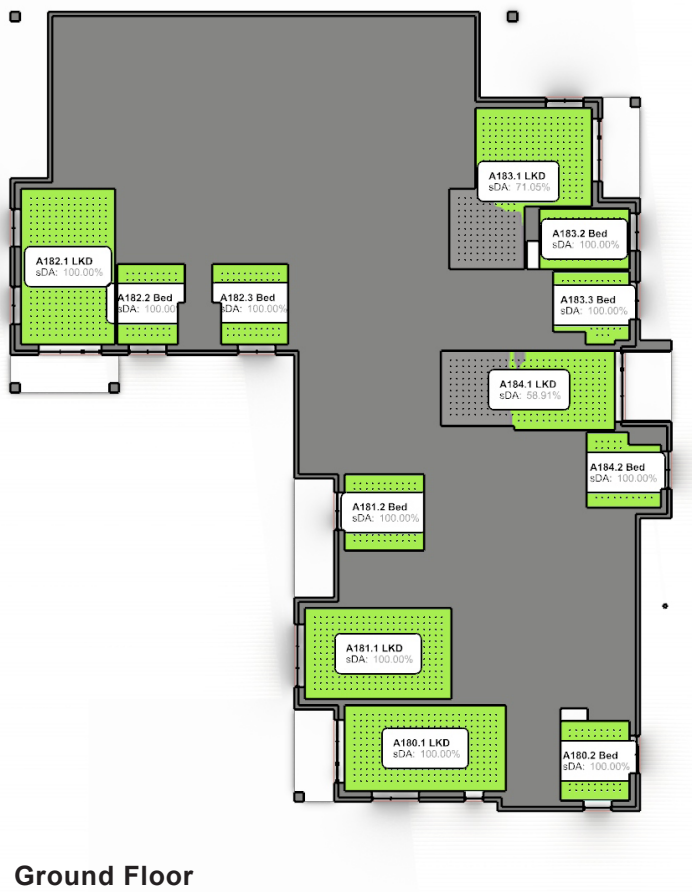 A183.1 LKD
sDA: 71.05%
A183.2 Bed
sDA: 100.00%
A182.1 LKD
sDA: 100.00%
A182.2 Bed
sDA: 100.00
A182.3 Bed
sDA: 100.00%
A183.3 Bed
sDA: 100.00%
A184.1 LKD
sDA: 58.91%
A184.2 Bed
sDA: 100.00%
A181.2 Bed
sDA: 100.00%
A181.1 LKD
sDA: 100.00%
A180.1 LKD
sDA: 100.00%
A180.2 Bed
sDA: 100.00%
Ground Floor